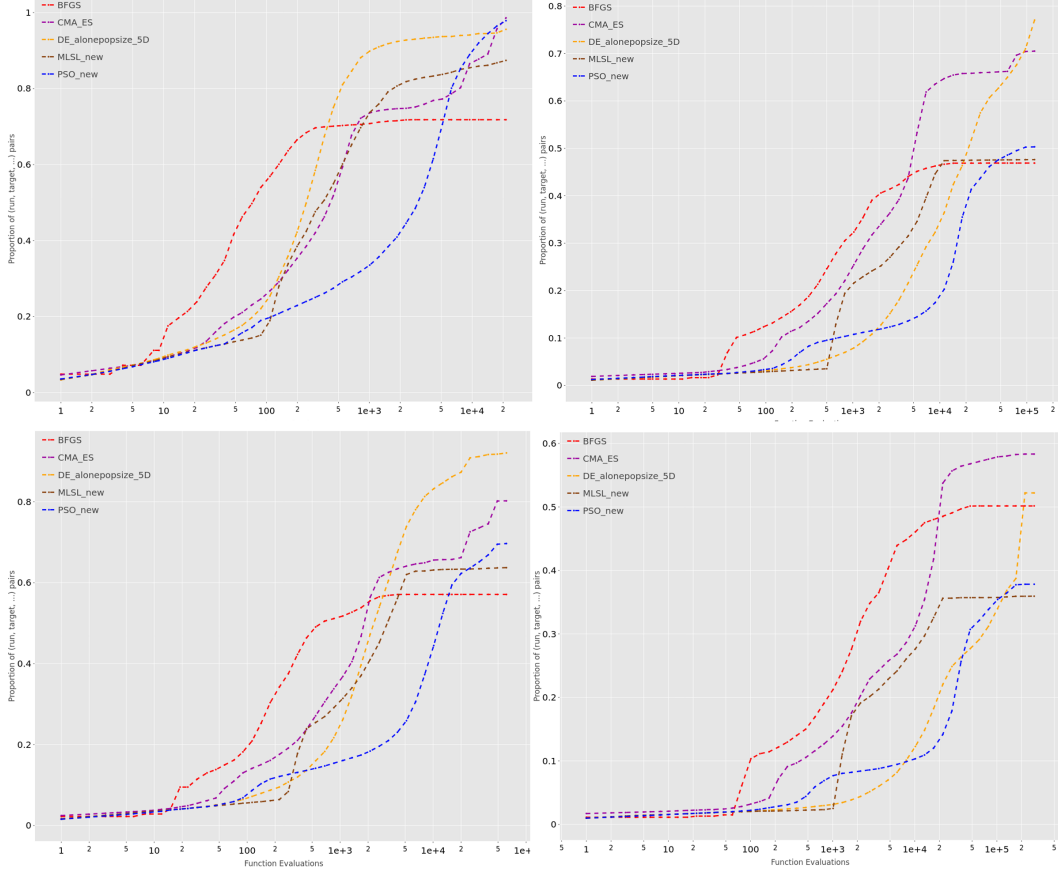 BFGS
CMA_ES
DE_alonepopsize_5D
MLSL_new
PSO_new
Proportion of (run, target, ...) pairs
1
0.8
0.6
0.4
0.2
0
1 2 5 10 2 5 100 2 5 1e+3 2 5 1e+4 2
BFGS
CMA_ES
DE_alonepopsize_5D
MLSL_new
PSO_new
Proportion of (run, target, ...) pairs
0.8
0.7
0.6
0.5
0.4
0.3
0.2
0.1
0
1 2 5 10 2 5 100 2 5 1e+3 2 5 1e+4 2 5 1e+5 2
BFGS
CMA_ES
DE_alonepopsize_5D
MLSL_new
PSO_new
Proportion of (run, target, ...) pairs
0.8
0.6
0.4
0.2
0
1 2 5 10 2 5 100 2 5 1e+3 2 5 1e+4 2 5 1e+
Function Evaluations
BFGS
CMA_ES
DE_alonepopsize_5D
MLSL_new
PSO_new
Proportion of (run, target, ...) pairs
0.6
0.5
0.4
0.3
0.2
0.1
0
5 1 2 5 10 2 5 100 2 5 1e+3 2 5 1e+4 2 5 1e+5 2 5
Function Evaluations